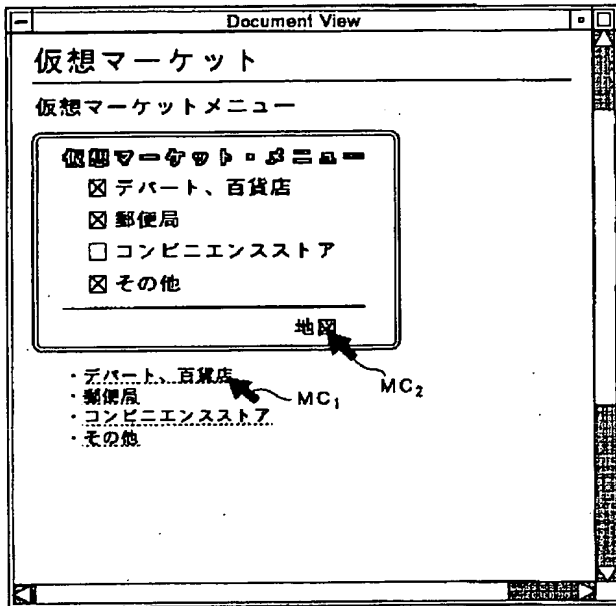 Document View
仮想マーケット
仮想マーケットメニュー
仮想マーケット・メニュー
デパート、百貨店
郵便局
コンビニエンスストア
その他
地図
・デパート、百貨店
・郵便局
・コンビニエンスストア
・その他
MC1
MC2